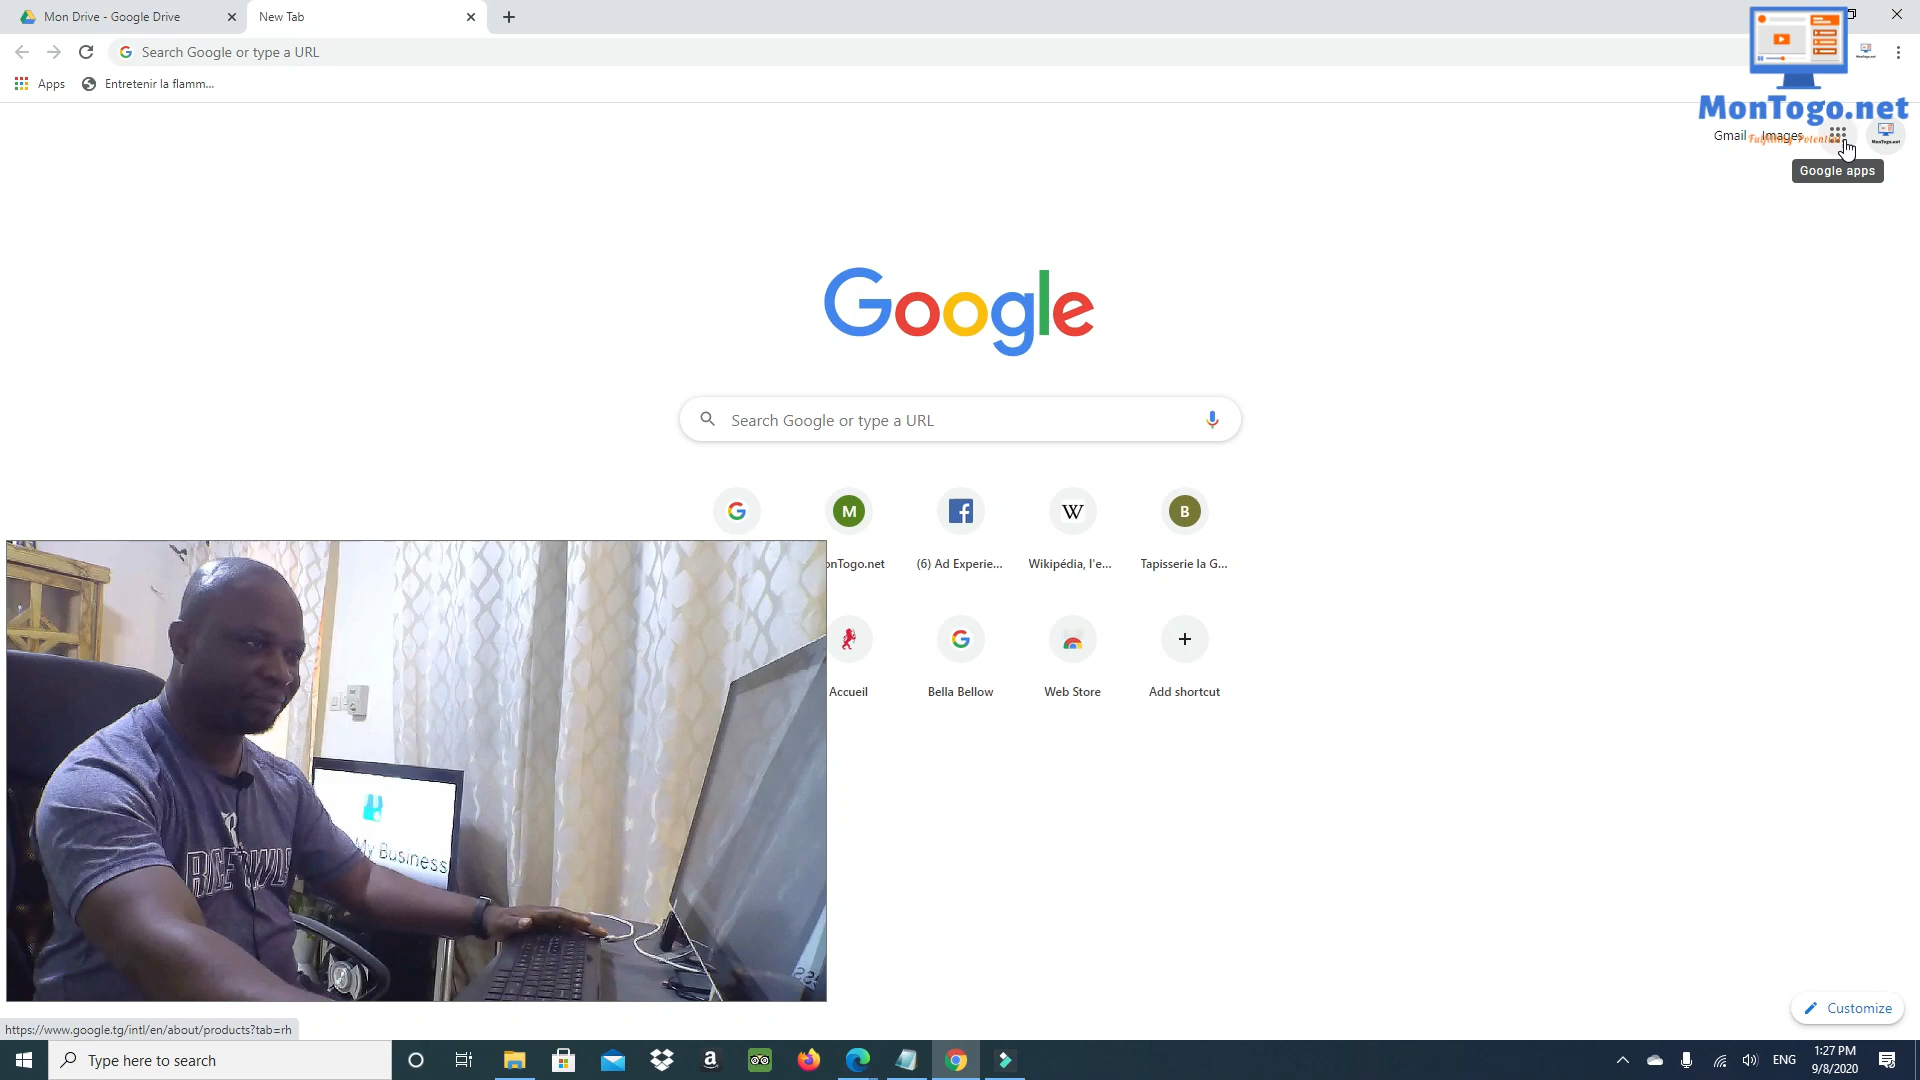 Mon Drive - Google Drive
New Tab
Search Google or type a URL
Apps
Entretenir la flamm...
MonTogo.net
Gmail
Images
Google apps
Google
Search Google or type a URL
onTogo.net
(6) Ad Experie...
Wikipédia, l'e...
Tapisserie la G...
M
W
B
Accueil
Bella Bellow
Web Store
Add shortcut
My Business
RICE OWLS
Customize
https://www.google.tg/intl/en/about/products?tab=rh
Type here to search
ENG
1:27 PM
9/8/2020